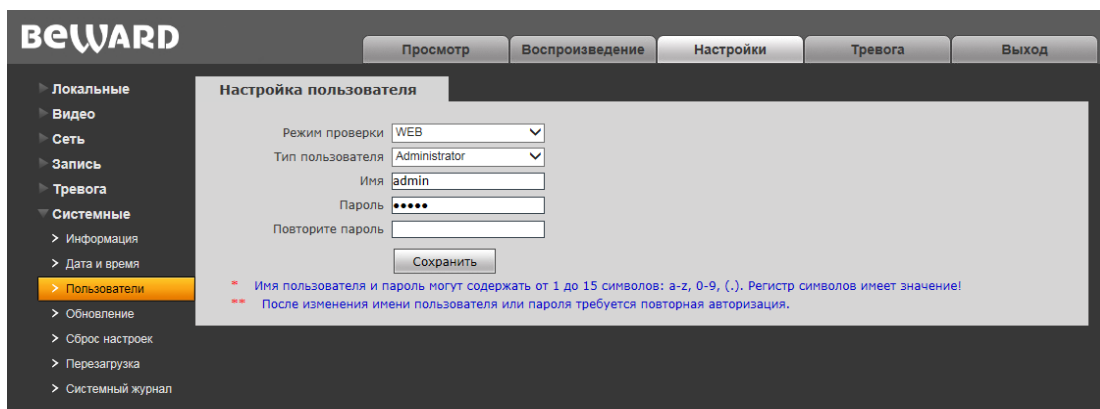 BEWARD
Просмотр Воспроизведение Настройки Тревога Выход
Локальные
Видео
Сеть
Запись
Тревога
Системные
> Информация
> Дата и время
> Пользователи
> Обновление
> Сброс настроек
> Перезагрузка
> Системный журнал
Настройка пользователя
Режим проверки WEB
Тип пользователя Administrator
Имя admin
Пароль •••••
Повторите пароль
Сохранить
* Имя пользователя и пароль могут содержать от 1 до 15 символов: a-z, 0-9, (.). Регистр символов имеет значение!
** После изменения имени пользователя или пароля требуется повторная авторизация.